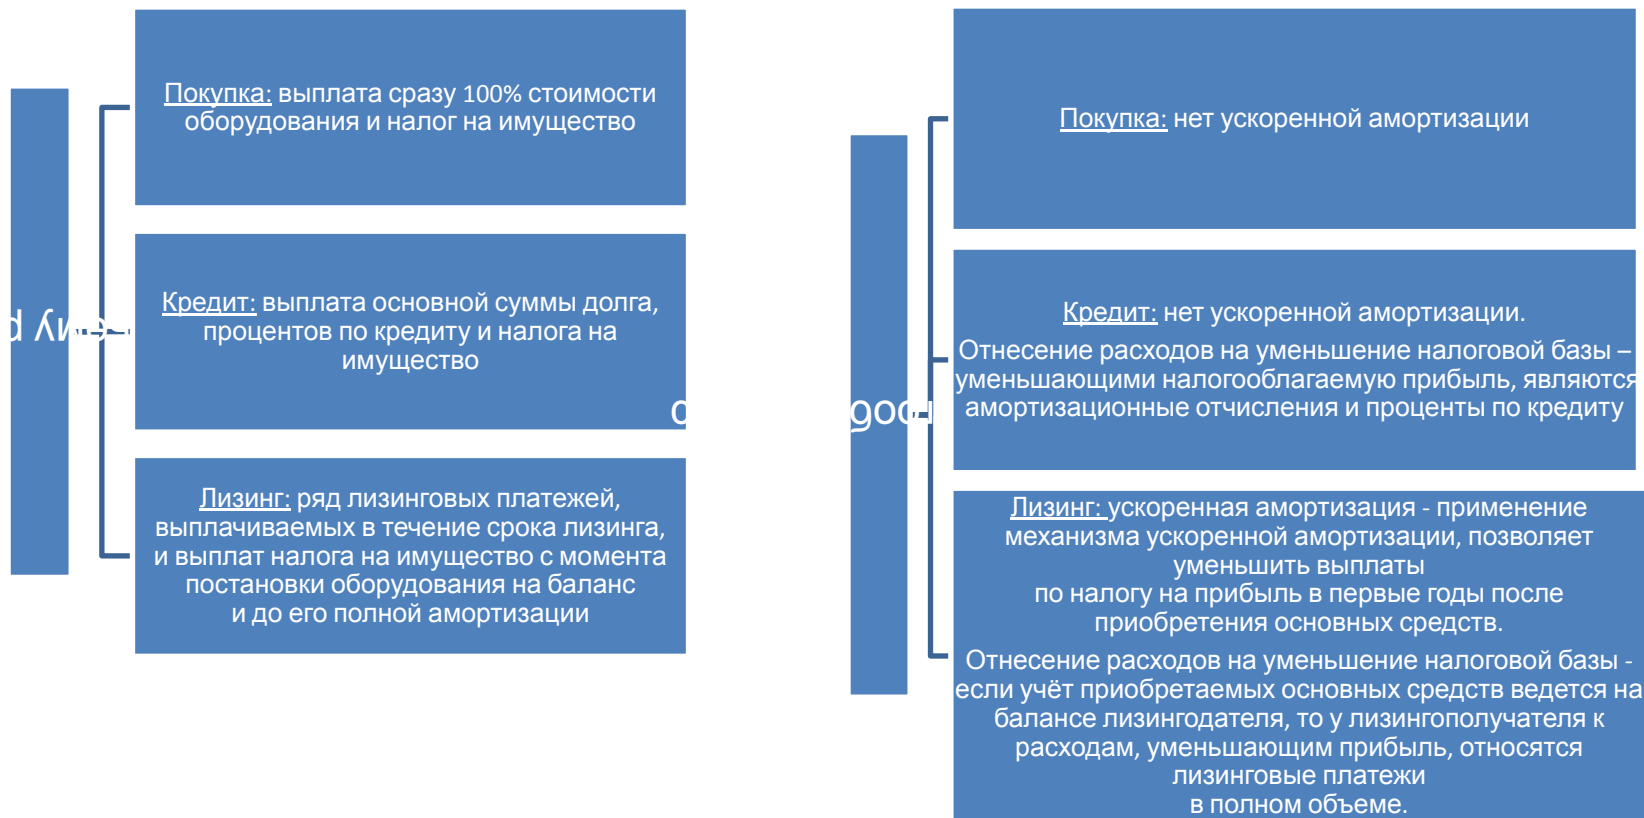 Покупка: выплата сразу 100% стоимости
оборудования и налог на имущество
Кредит: выплата основной суммы долга,
процентов по кредиту и налога на
имущество
Лизинг: ряд лизинговых платежей,
выплачиваемых в течение срока лизинга,
и выплат налога на имущество с момента
постановки оборудования на баланс
и до его полной амортизации
Покупка: нет ускоренной амортизации
Кредит: нет ускоренной амортизации.
Отнесение расходов на уменьшение налоговой базы –
уменьшающими налогооблагаемую прибыль, являются
амортизационные отчисления и проценты по кредиту
Лизинг: ускоренная амортизация - применение
механизма ускоренной амортизации, позволяет
уменьшить выплаты
по налогу на прибыль в первые годы после
приобретения основных средств.
Отнесение расходов на уменьшение налоговой базы -
если учёт приобретаемых основных средств ведется на
балансе лизингодателя, то у лизингополучателя к
расходам, уменьшающим прибыль, относятся
лизинговые платежи
в полном объеме.